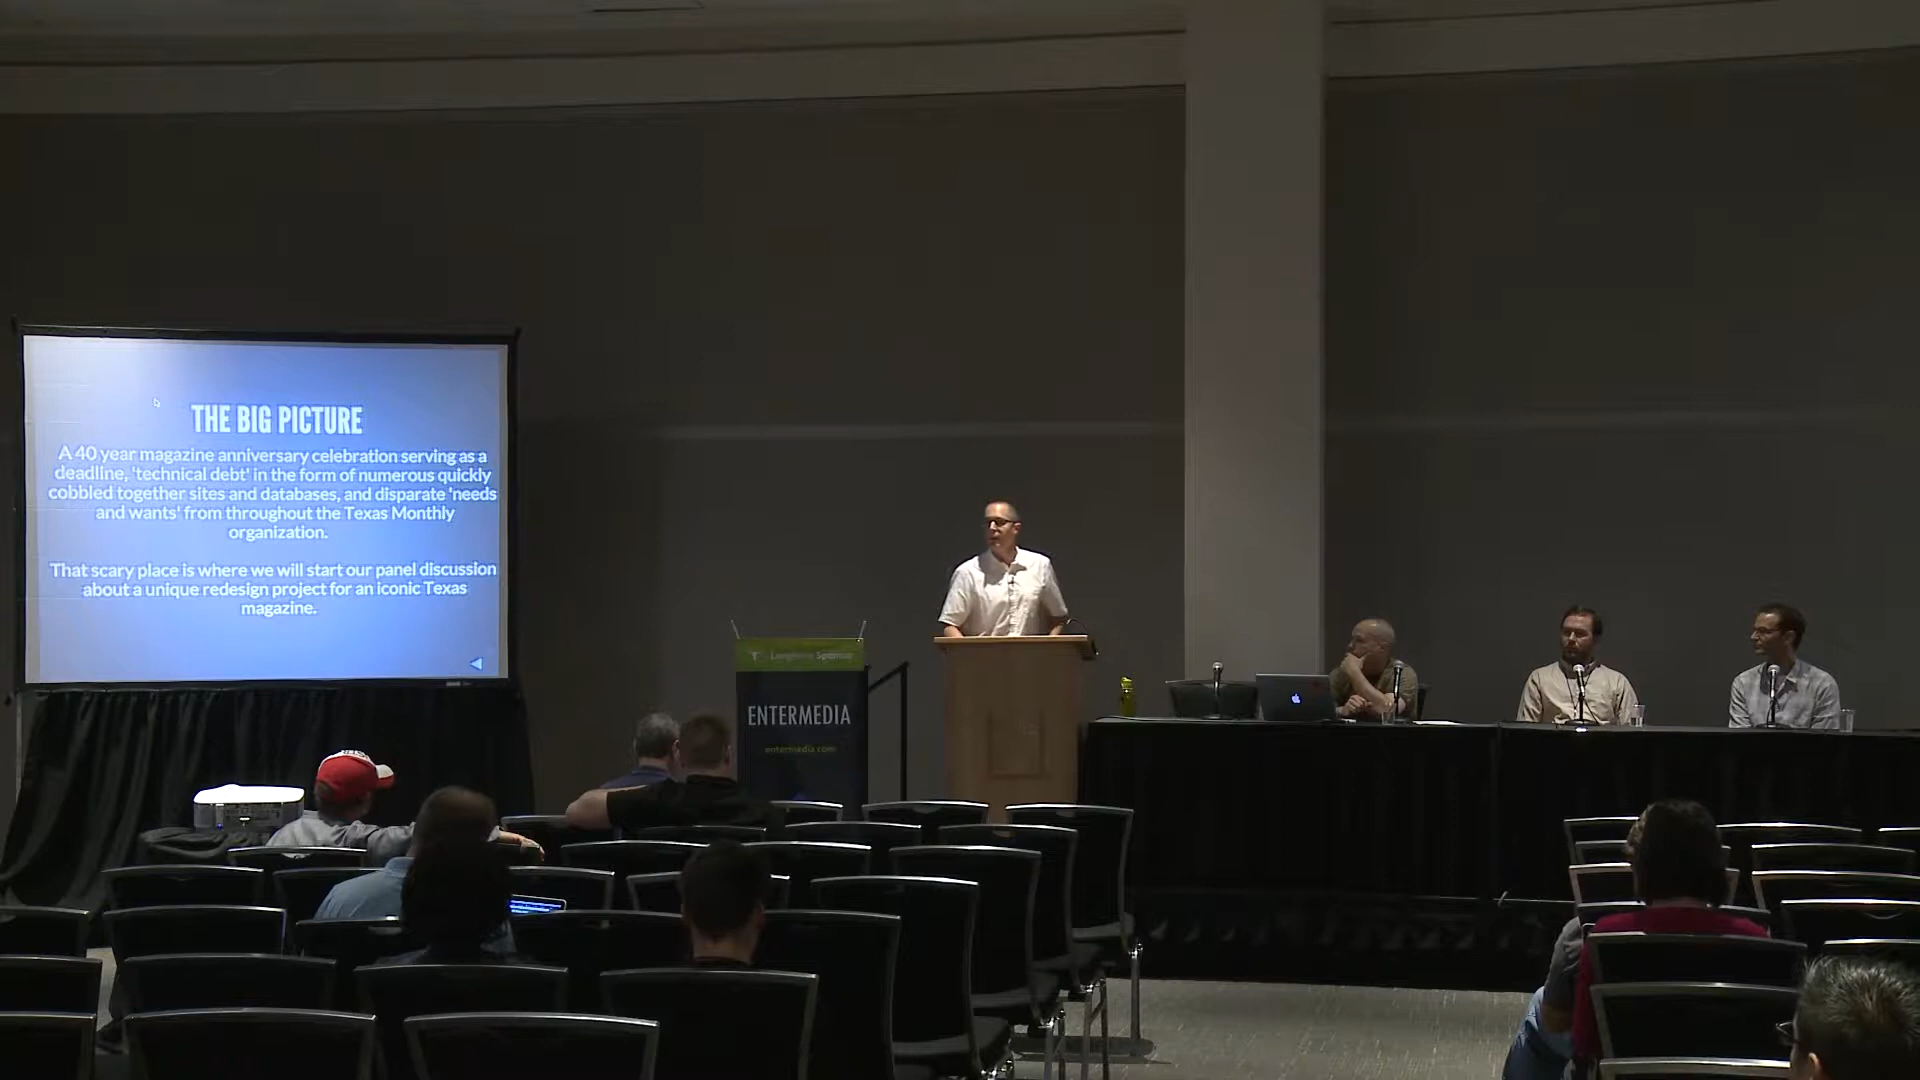 THE BIG PICTURE
A 40 year magazine anniversary celebration serving as a
deadline, 'technical debt' in the form of numerous quickly
cobbled together sites and databases, and disparate 'needs
and wants' from throughout the Texas Monthly
organization.
That scary place is where we will start our panel discussion
about a unique redesign project for an iconic Texas
magazine.
Longhorn Sponsor
ENTERMEDIA
entermedia.com